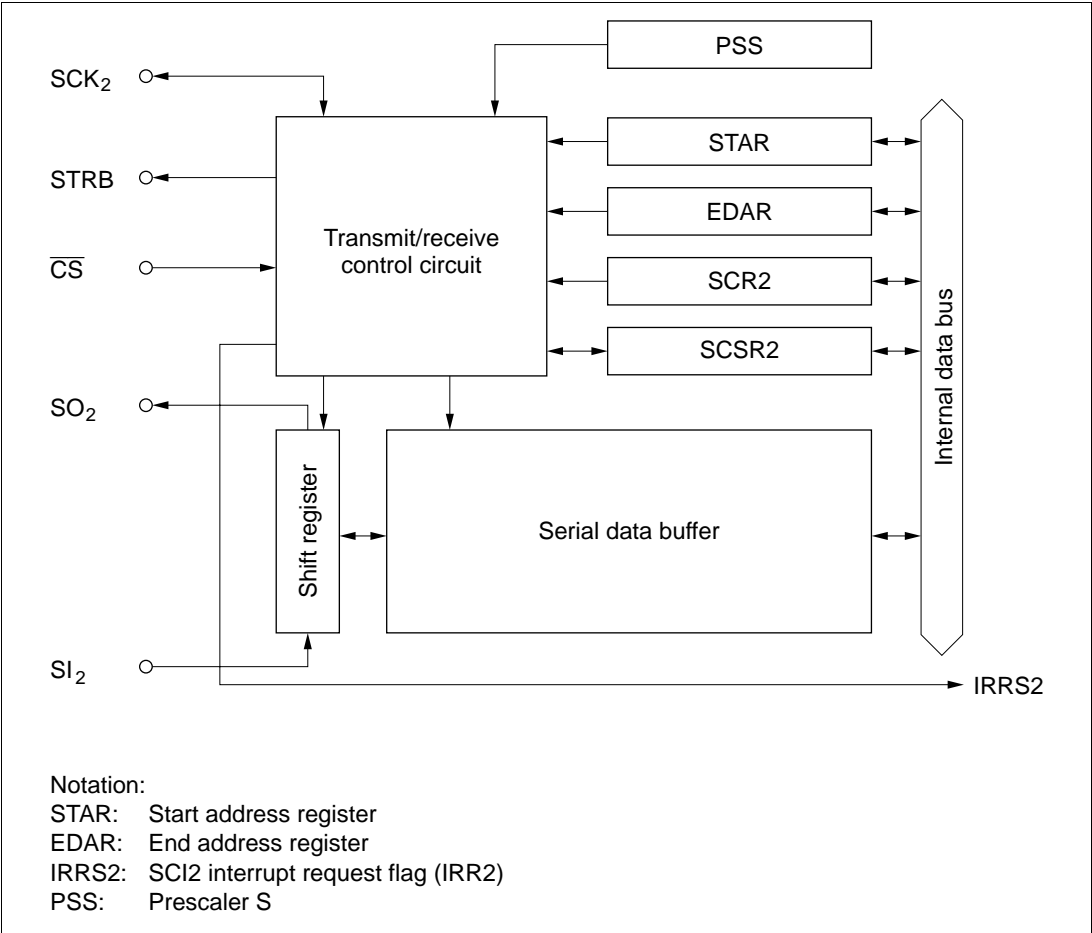 PSS
SCK₂
STAR
STRB
EDAR
Transmit/receive
control circuit
C̅S̅
SCR2
SCSR2
Internal data bus
SO₂
Shift register
Serial data buffer
SI₂
IRRS2
Notation:
STAR: Start address register
EDAR: End address register
IRRS2: SCI2 interrupt request flag (IRR2)
PSS: Prescaler S